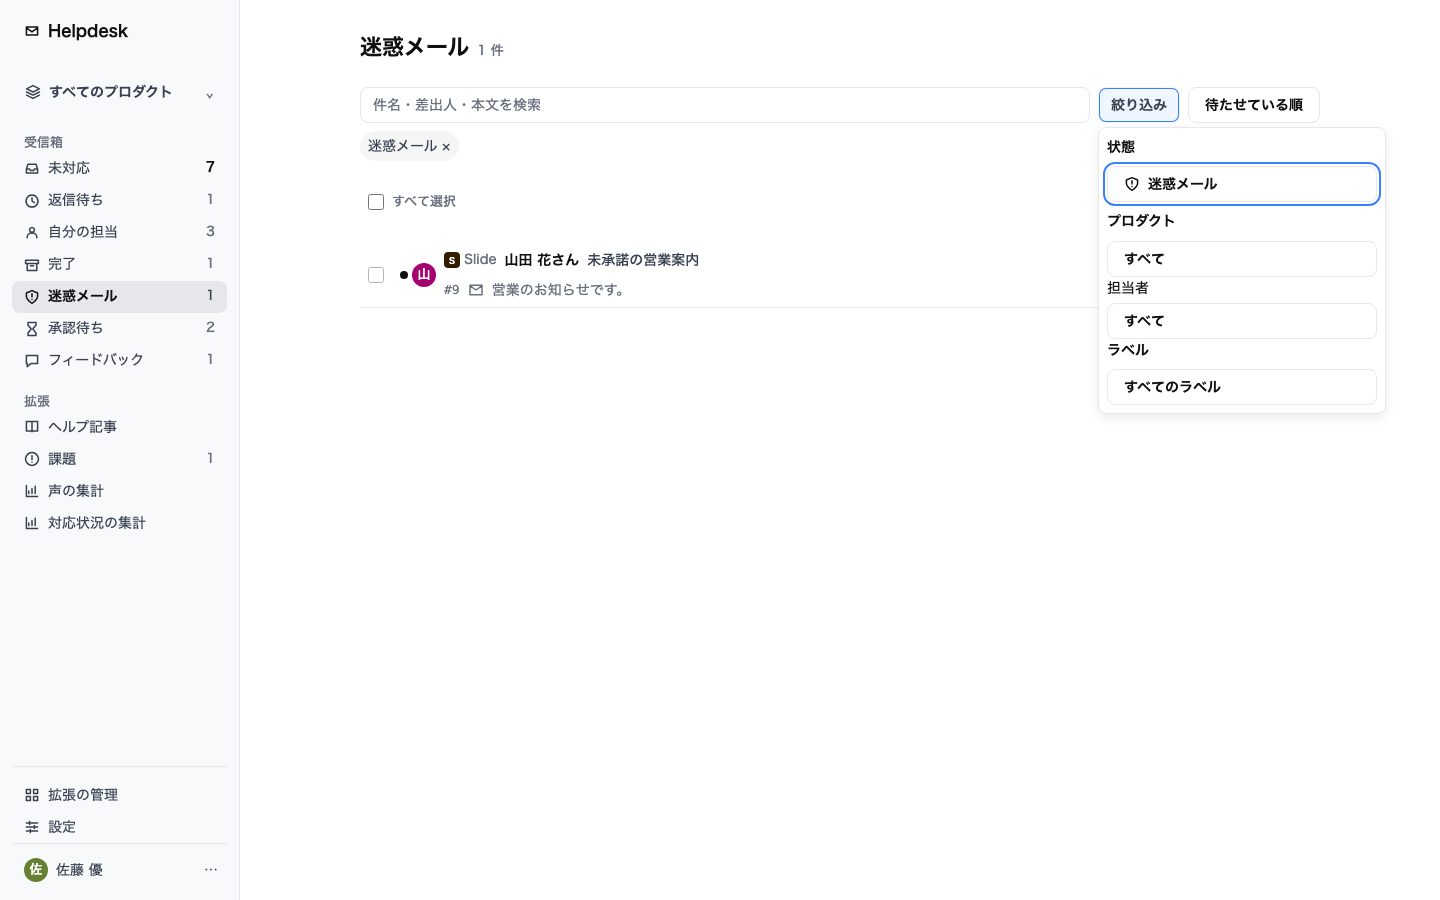 Helpdesk
すべてのプロダクト
受信箱
未対応 7
返信待ち 1
自分の担当 3
完了 1
迷惑メール 1
承認待ち 2
フィードバック 1
拡張
ヘルプ記事
課題 1
声の集計
対応状況の集計
拡張の管理
設定
佐 佐藤 優 …
迷惑メール 1 件
件名・差出人・本文を検索
絞り込み
待たせている順
迷惑メール ×
すべて選択
山 S Slide 山田 花さん 未承諾の営業案内
#9 営業のお知らせです。
状態
迷惑メール
プロダクト
すべて
担当者
すべて
ラベル
すべてのラベル